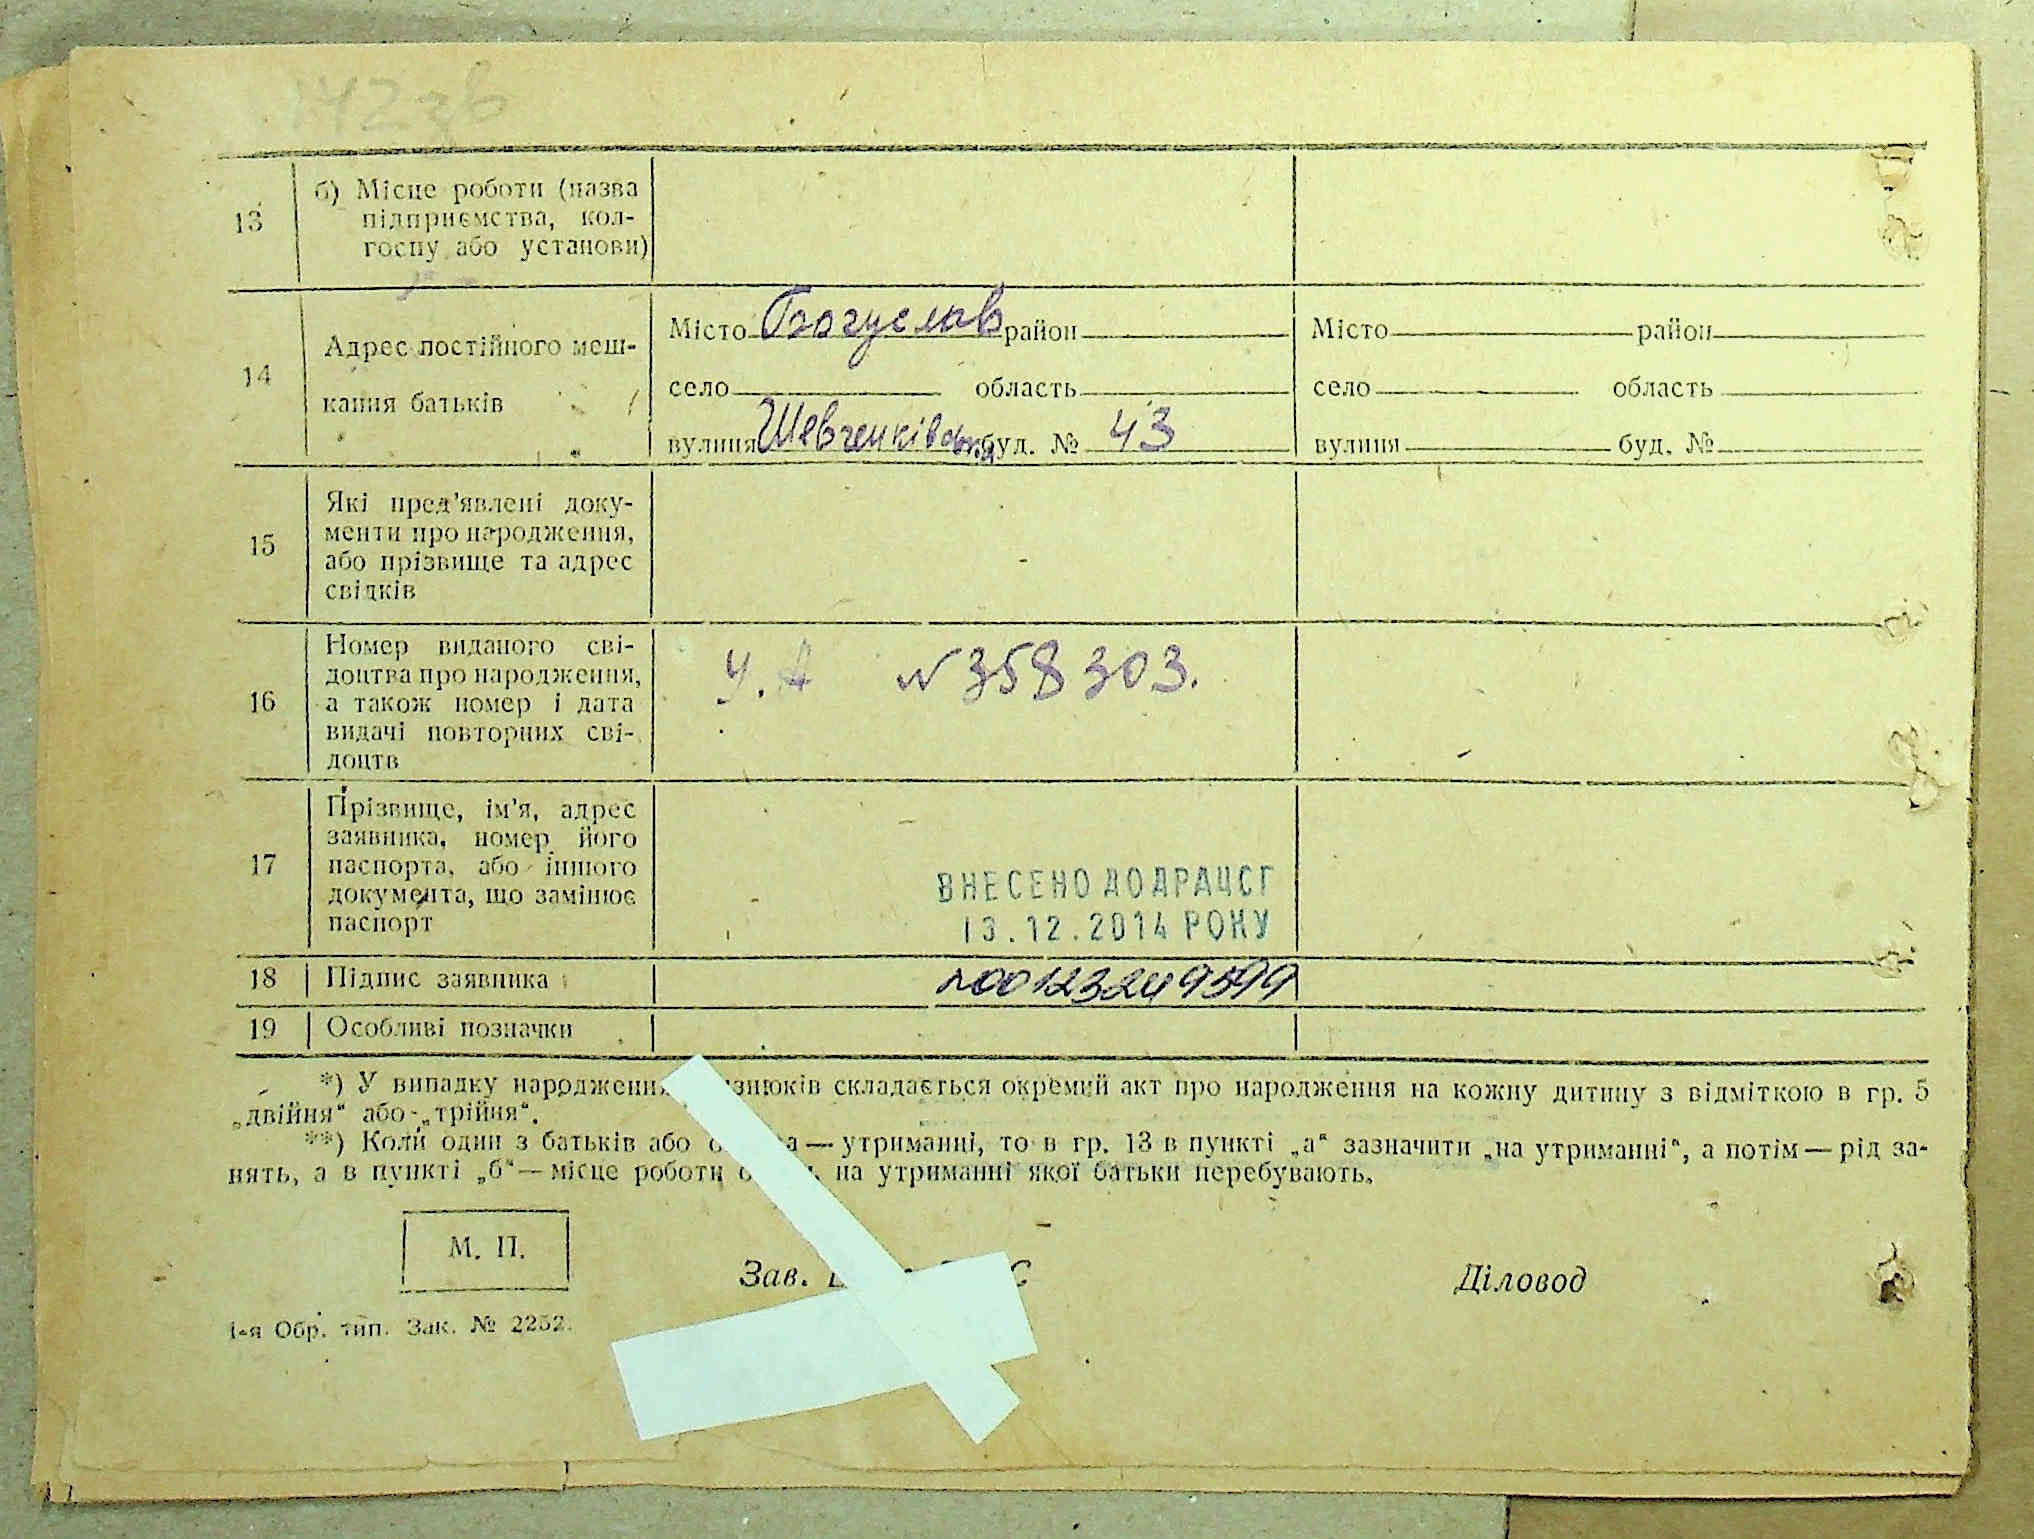 142 зв
13
б) Місце роботи (назва
підприємства, кол-
госпу або установи)
14
Адрес постійного меш-
кання батьків
Місто Богуслав район
село область
вулиця Шевченківська буд. № 43
Місто район
село область
вулиця буд. №
15
Які пред'явлені доку-
менти про народження,
або прізвище та адрес
свідків
16
Номер виданого сві-
доцтва про народження,
а також номер і дата
видачі повторних сві-
доцтв
У. А № 358303.
17
Прізвище, ім'я, адрес
заявника, номер його
паспорта, або іншого
документа, що замінює
паспорт
ВНЕСЕНО ДО ДРАЦСГ
13.12.2014 РОКУ
18
Підпис заявника
№00123249599
19
Особливі позначки
*) У випадку народження близнюків складається окремий акт про народження на кожну дитину з відміткою в гр. 5
„двійня“ або „трійня“.
**) Коли один з батьків або — утриманці, то в гр. 13 в пункті „а“ зазначити „на утриманні“, а потім — рід за-
нять, а в пункті „б“ — місце роботи на утриманні якої батьки перебувають.
М. П.
Зав.
Діловод
1-я Обр. тип. Зак. № 2252.